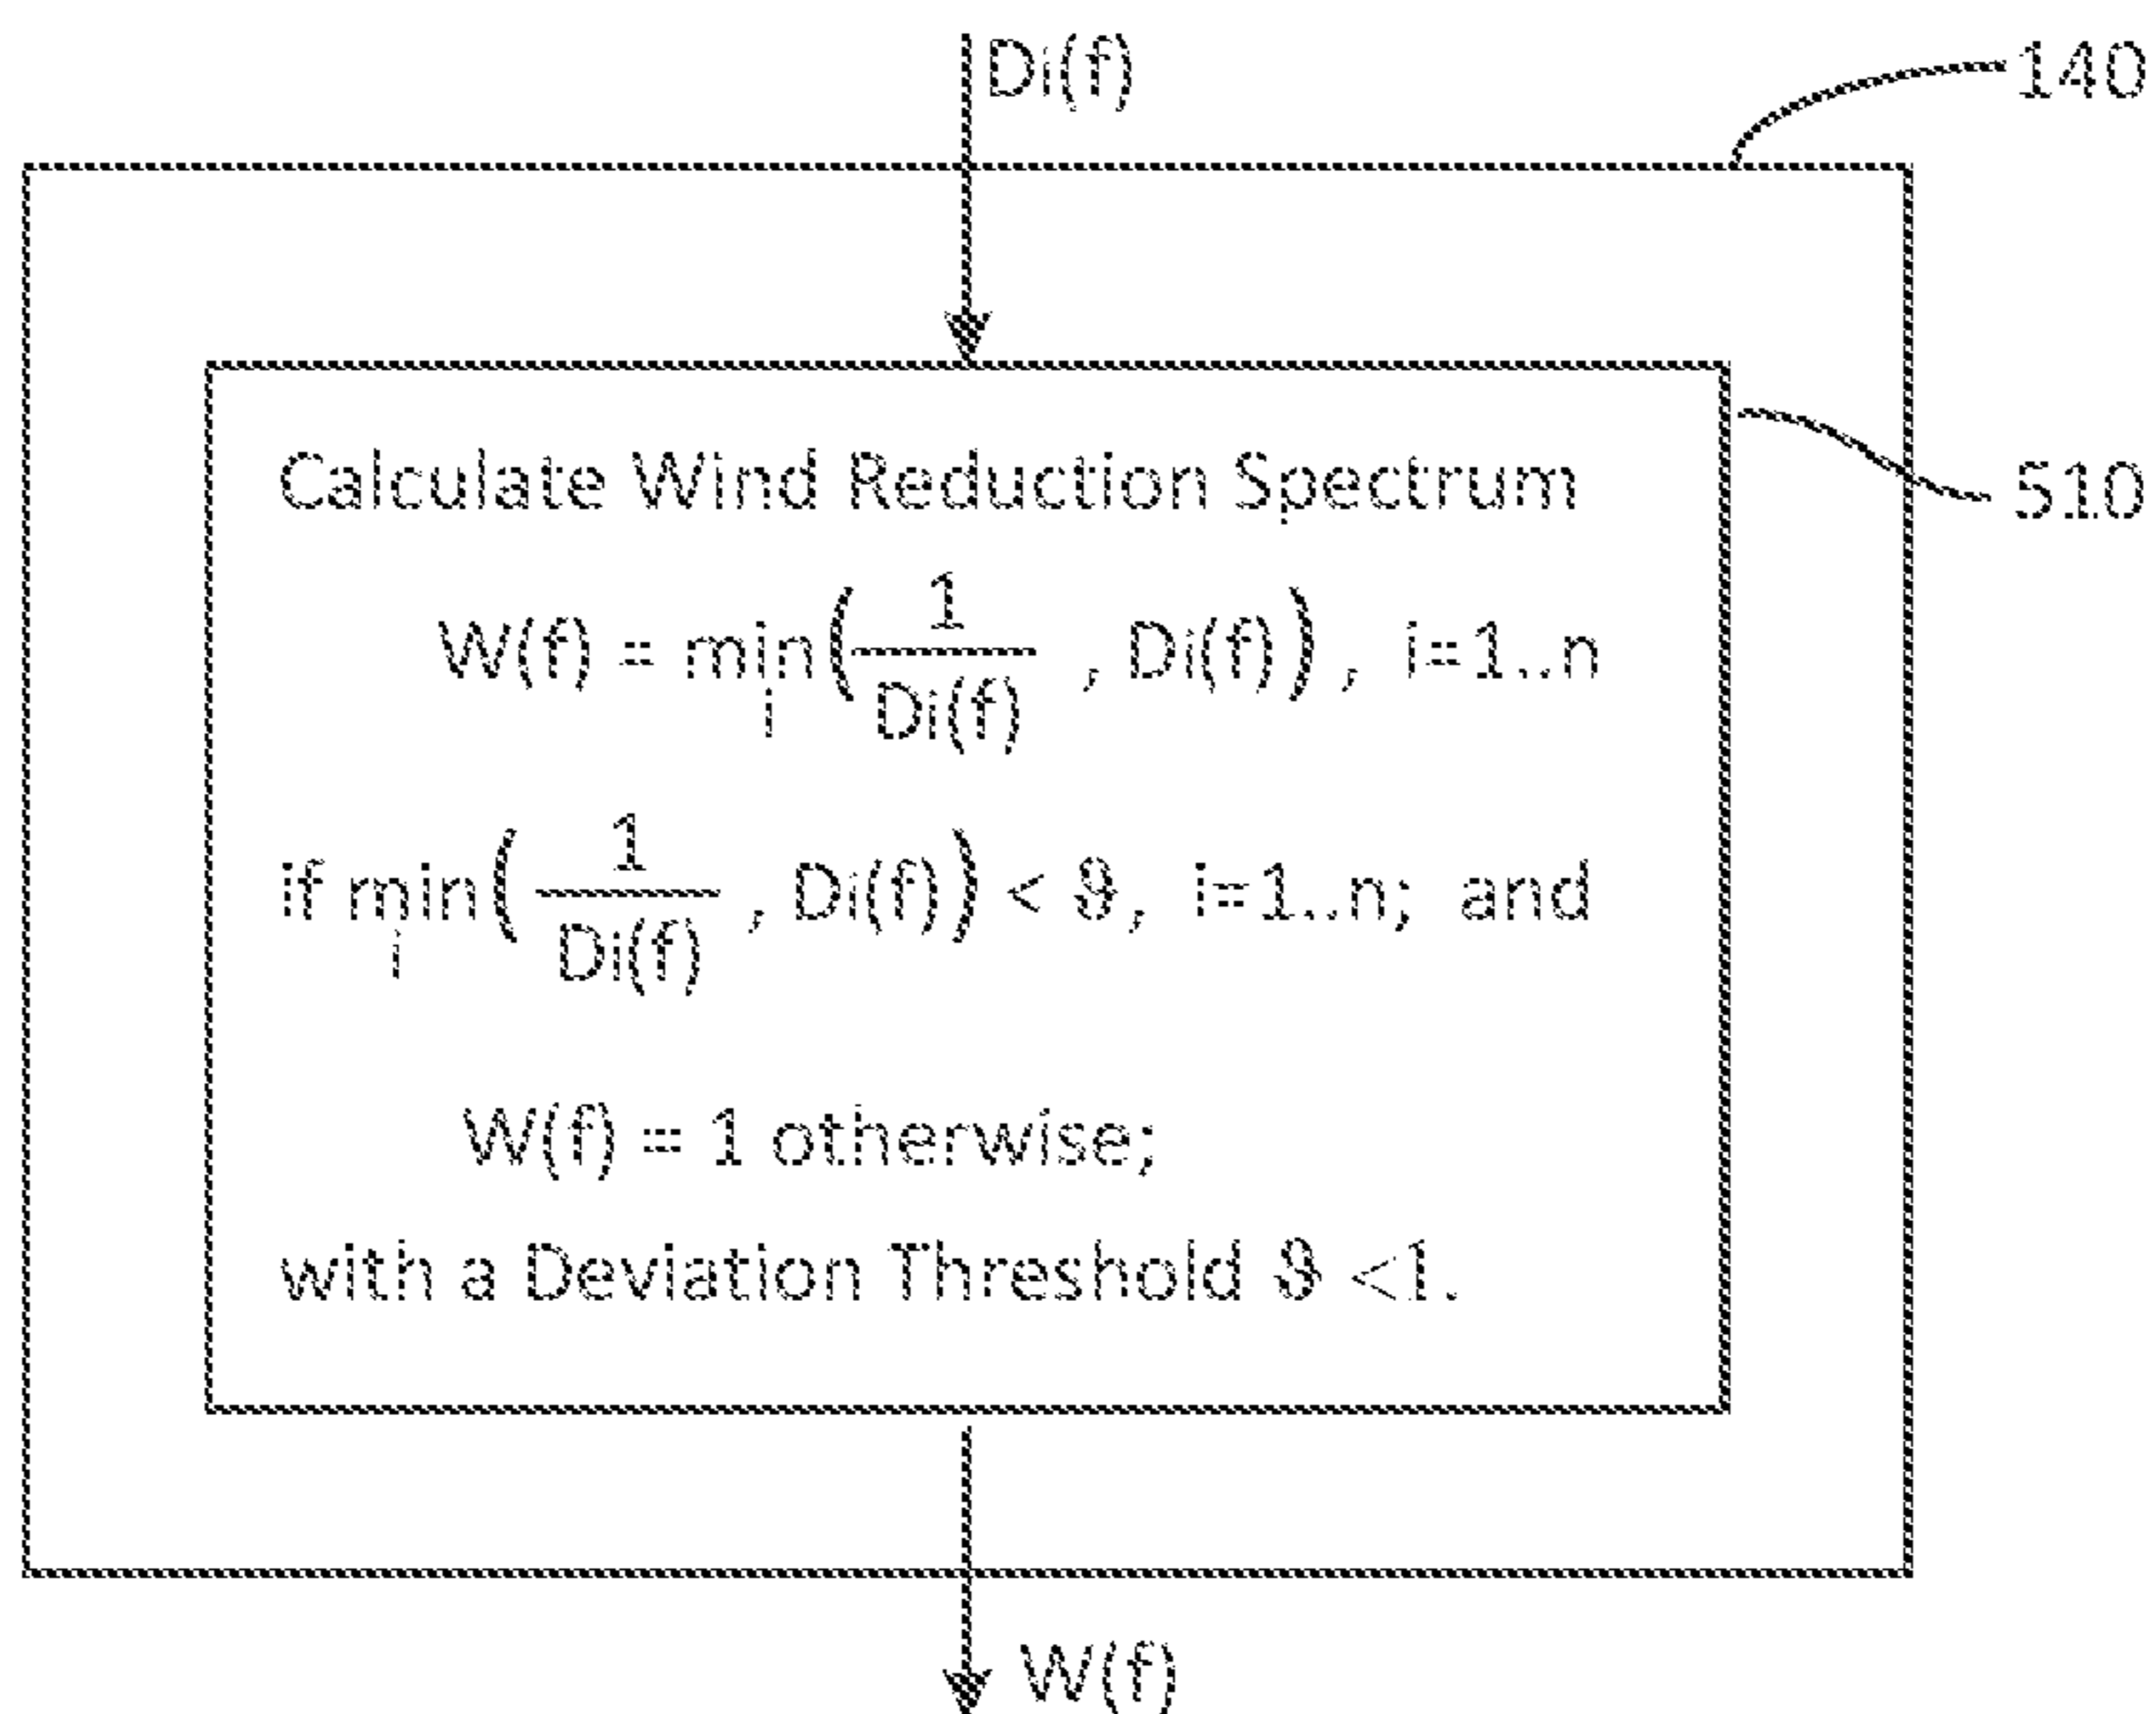 Di(f)
140
Calculate Wind Reduction Spectrum
510
W(f) = min i ( 1 / Di(f) , Di(f) ) , i=1..n
if min i ( 1 / Di(f) , Di(f) ) < ϑ, i=1..n; and
W(f) = 1 otherwise;
with a Deviation Threshold ϑ <1.
W(f)